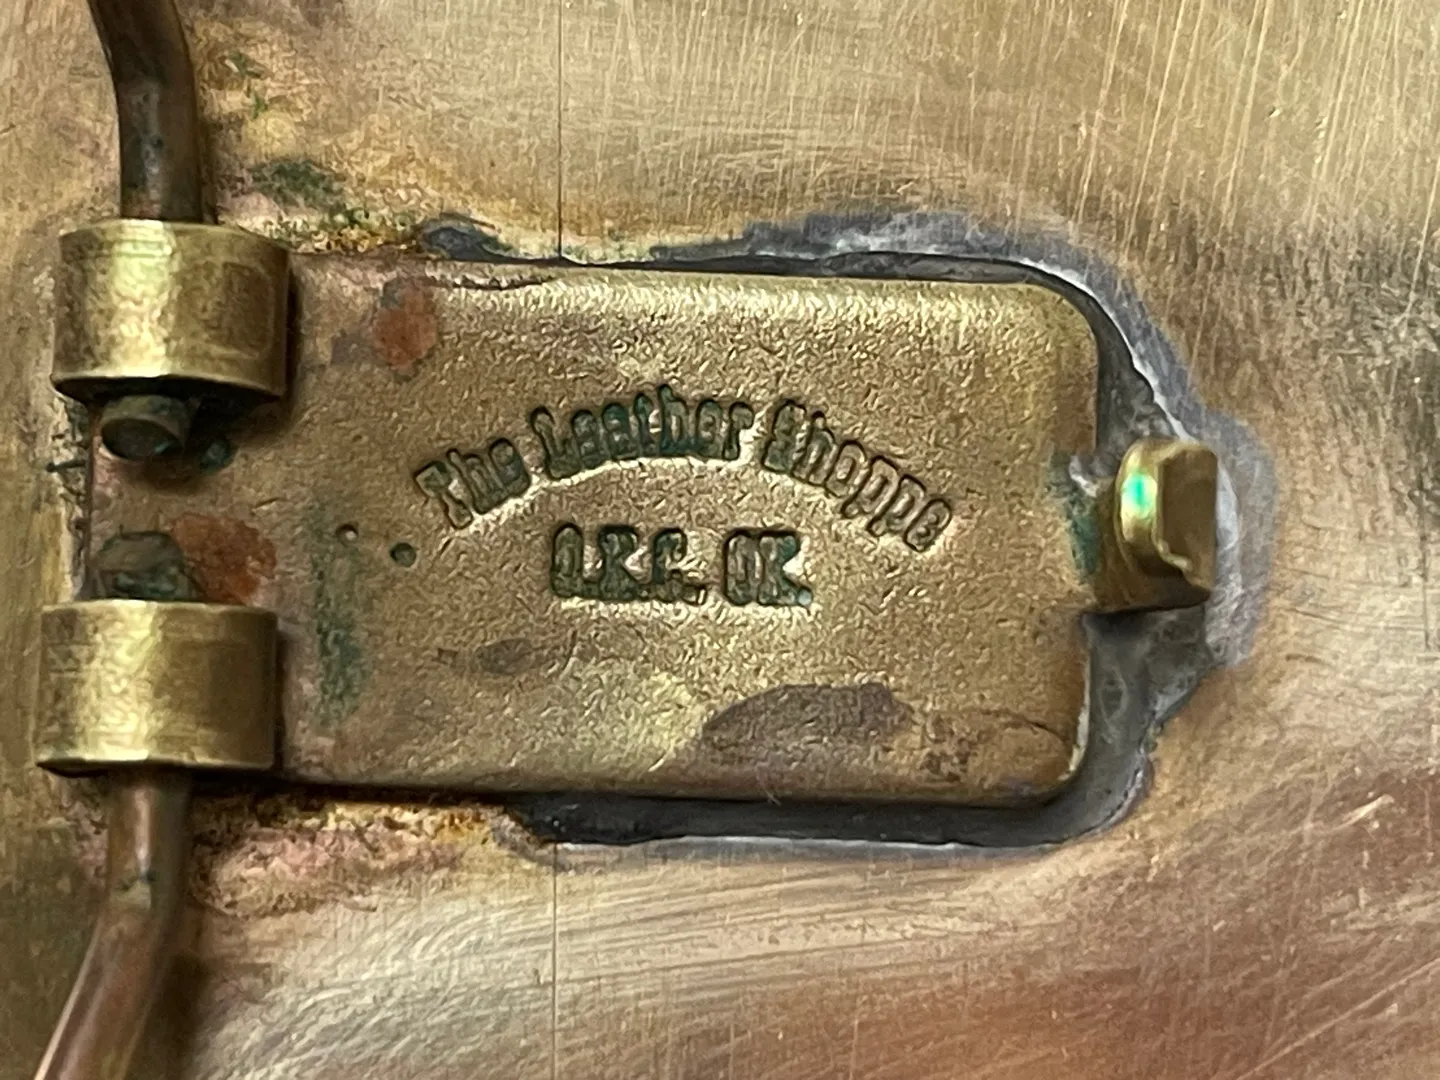 The Leather Shoppe
O.K.C. OK.